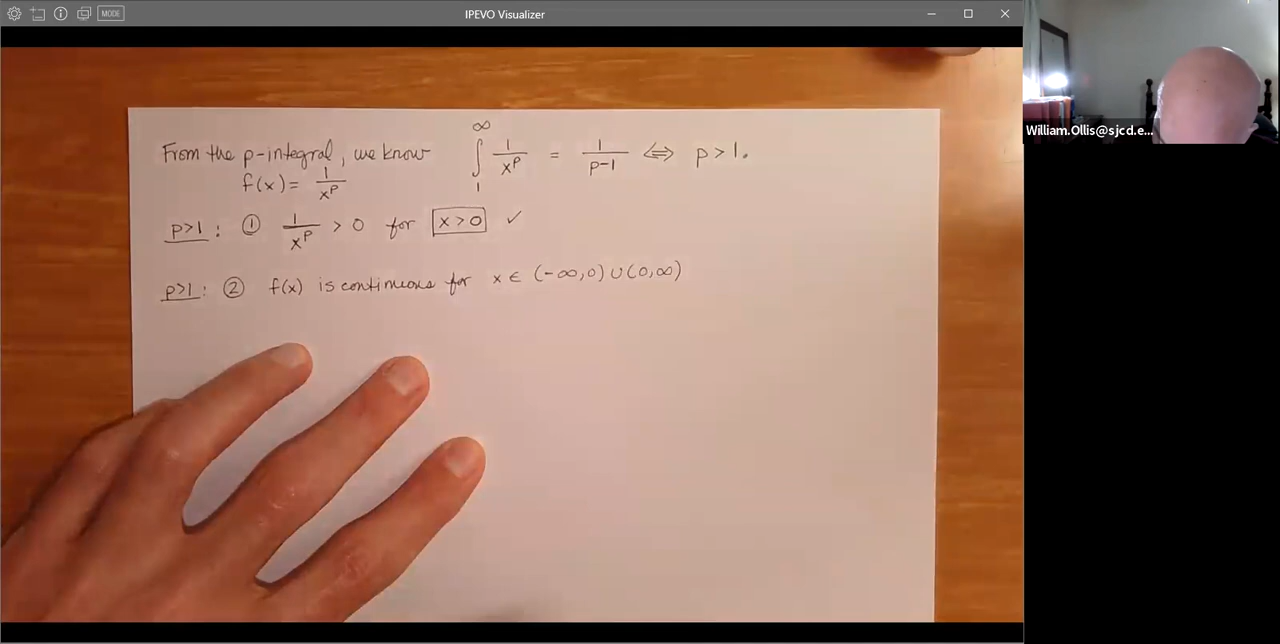 MODE
IPEVO Visualizer
From the p-integral, we know ∫₁^∞ 1/x^p = 1/(p-1) ⟺ p > 1.
f(x) = 1/x^p
p>1 : ① 1/x^p > 0 for x > 0 ✓
p>1 : ② f(x) is continuous for x ∈ (-∞,0) ∪ (0,∞)
William.Ollis@sjcd.e...